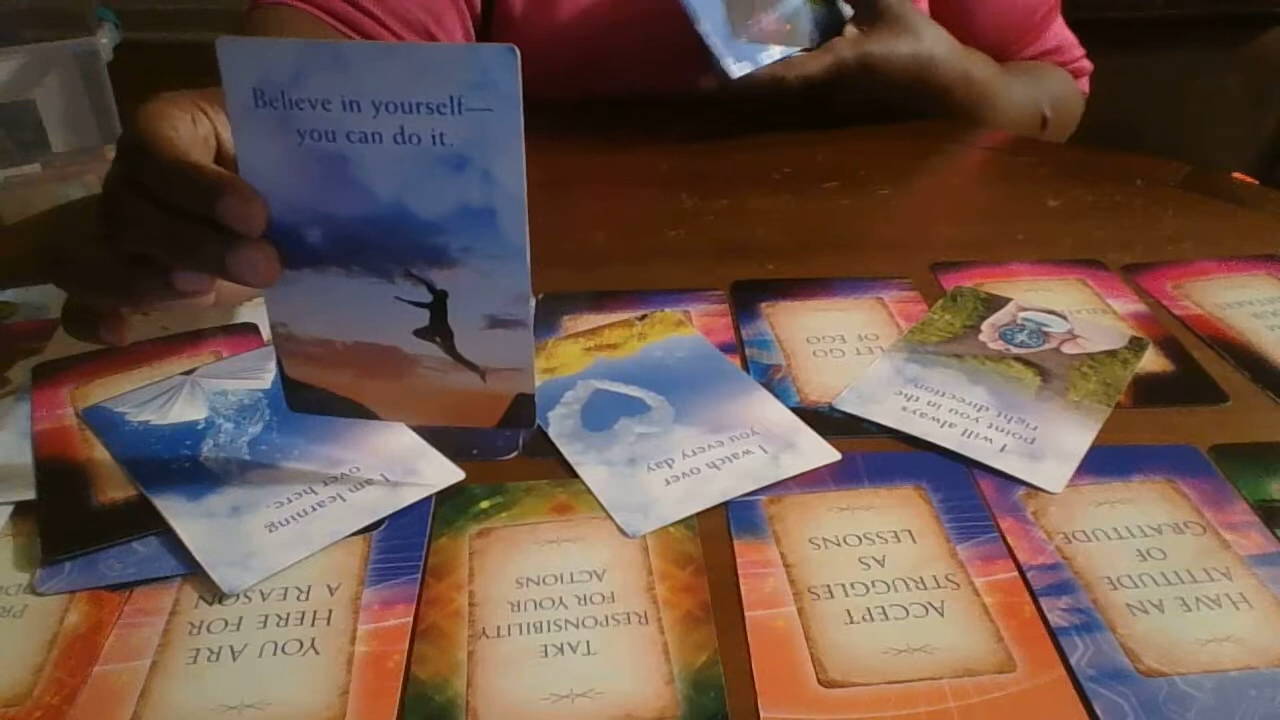 Believe in yourself—
you can do it.
LET GO
OF EGO
I will always
point you in the
right direction
I watch over
you every day
I am learning
over here.
YOU ARE
HERE FOR
A REASON
TAKE
RESPONSIBILITY
FOR YOUR
ACTIONS
ACCEPT
STRUGGLES
AS
LESSONS
HAVE AN
ATTITUDE
OF
GRATITUDE